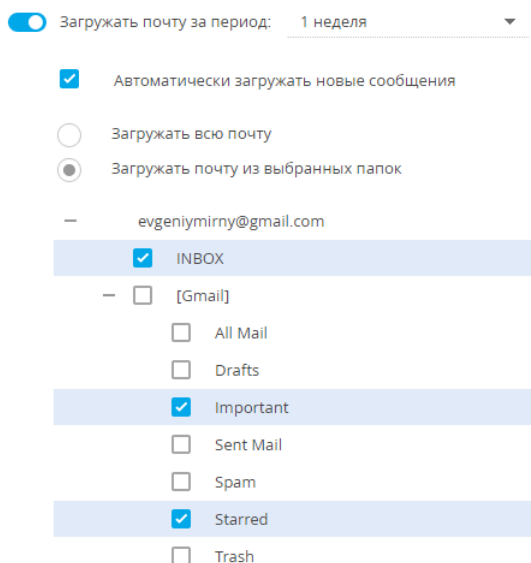 Загружать почту за период: 1 неделя
Автоматически загружать новые сообщения
Загружать всю почту
Загружать почту из выбранных папок
evgeniymirny@gmail.com
INBOX
[Gmail]
All Mail
Drafts
Important
Sent Mail
Spam
Starred
Trash